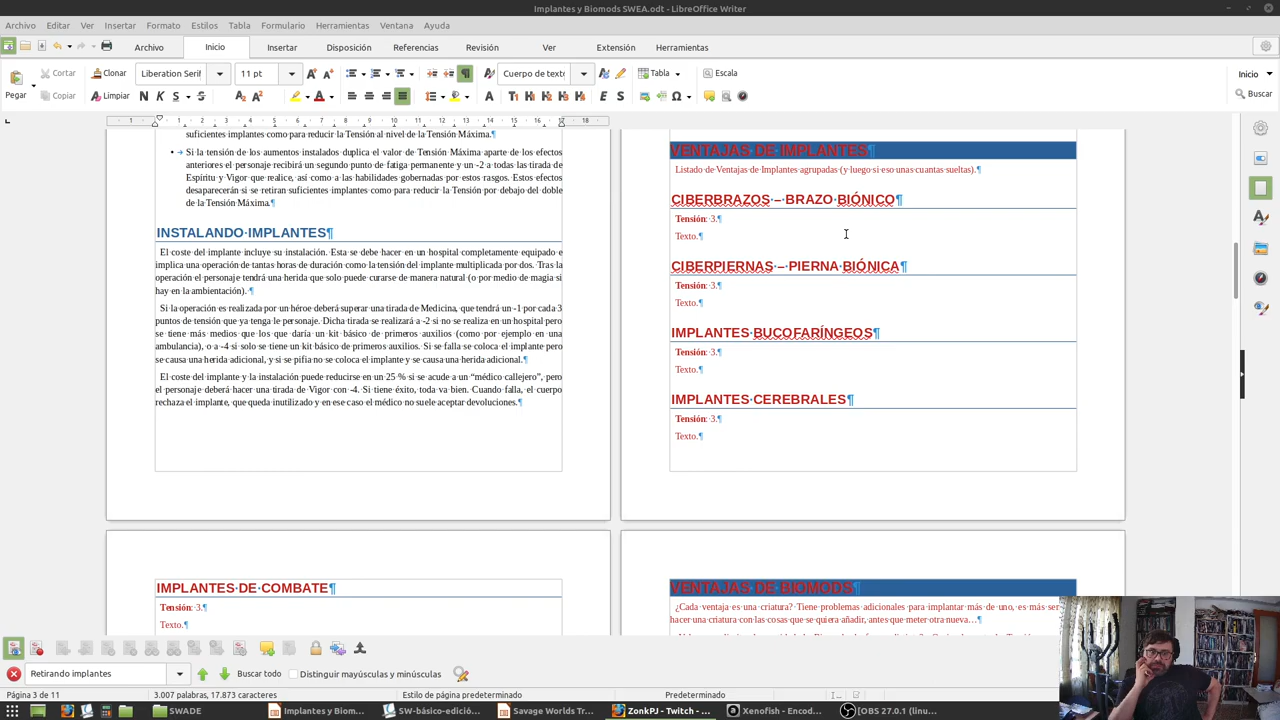 Implantes y Biomods SWEA.odt - LibreOffice Writer
Archivo Editar Ver Insertar Formato Estilos Tabla Formulario Herramientas Ventana Ayuda
Archivo Inicio Insertar Disposición Referencias Revisión Ver Extensión Herramientas
Cortar Clonar Liberation Serif 11 pt Cuerpo de texto Tabla Escala Inicio
Pegar Copiar Limpiar Buscar
suficientes implantes como para reducir la Tensión al nivel de la Tensión Máxima.¶
• Si la tensión de los aumentos instalados duplica el valor de Tensión Máxima aparte de los efectos
anteriores el personaje recibirá un segundo punto de fatiga permanente y un -2 a todas las tirada de
Espíritu y Vigor que realice, así como a las habilidades gobernadas por estos rasgos. Estos efectos
desaparecerán si se retiran suficientes implantes como para reducir la Tensión por debajo del doble
de la Tensión Máxima.¶
INSTALANDO·IMPLANTES¶
El coste del implante incluye su instalación. Esta se debe hacer en un hospital completamente equipado e
implica una operación de tantas horas de duración como la tensión del implante multiplicada por dos. Tras la
operación el personaje tendrá una herida que solo puede curarse de manera natural (o por medio de magia si
hay en la ambientación).¶
Si la operación es realizada por un héroe deberá superar una tirada de Medicina, que tendrá un -1 por cada 3
puntos de tensión que ya tenga le personaje. Dicha tirada se realizará a -2 si no se realiza en un hospital pero
se tiene más medios que los que daría un kit básico de primeros auxilios (como por ejemplo en una
ambulancia), o a -4 si solo se tiene un kit básico de primeros auxilios. Si se falla se coloca el implante pero
se causa una herida adicional, y si se pifia no se coloca el implante y se causa una herida adicional.¶
El coste del implante y la instalación puede reducirse en un 25 % si se acude a un “médico callejero”, pero
el personaje deberá hacer una tirada de Vigor con -4. Si tiene éxito, toda va bien. Cuando falla, el cuerpo
rechaza el implante, que queda inutilizado y en ese caso el médico no suele aceptar devoluciones.¶
VENTAJAS DE IMPLANTES¶
Listado de Ventajas de Implantes agrupadas (y luego si eso unas cuantas sueltas).¶
CIBERBRAZOS·–·BRAZO·BIÓNICO¶
Tensión: 3.¶
Texto.¶
CIBERPIERNAS·–·PIERNA·BIÓNICA¶
Tensión: 3.¶
Texto.¶
IMPLANTES·BUCOFARÍNGEOS¶
Tensión: 3.¶
Texto.¶
IMPLANTES·CEREBRALES¶
Tensión: 3.¶
Texto.¶
IMPLANTES·DE·COMBATE¶
Tensión: 3.¶
Texto.¶
VENTAJAS DE BIOMODS¶
¿Cada ventaja es una criatura? Tiene problemas adicionales para implantar más de uno, es más ser
hacer una criatura con las cosas que se quiera añadir, antes que meter otra nueva…¶
Retirando implantes Buscar todo Distinguir mayúsculas y minúsculas
Página 3 de 11 3.007 palabras, 17.873 caracteres Estilo de página predeterminado Predeterminado
SWADE Implantes y Biom... SW-básico-edició... Savage Worlds Tr... ZonkPJ - Twitch - ... Xenofish - Encod... [OBS 27.0.1 (linu...